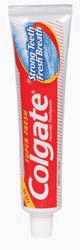 SUPER FRESH
Colgate
Strong Teeth
Fresh Breath